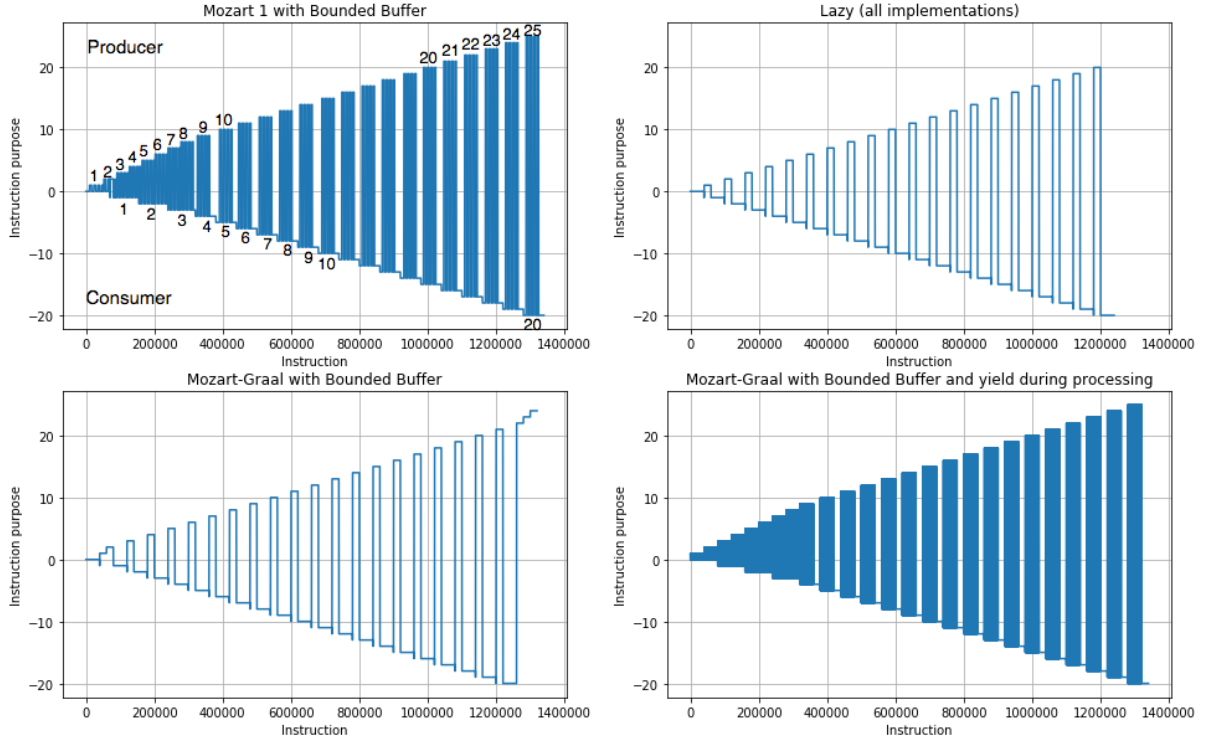 Mozart 1 with Bounded Buffer
Producer
Consumer
1 2 3 4 5 6 7 8 9 10 20 21 22 23 24 25
1 2 3 4 5 6 7 8 9 10 20
Instruction purpose
20
10
0
−10
−20
0 200000 400000 600000 800000 1000000 1200000 1400000
Instruction
Lazy (all implementations)
Instruction purpose
20
10
0
−10
−20
0 200000 400000 600000 800000 1000000 1200000 1400000
Instruction
Mozart-Graal with Bounded Buffer
Instruction purpose
20
10
0
−10
−20
0 200000 400000 600000 800000 1000000 1200000 1400000
Instruction
Mozart-Graal with Bounded Buffer and yield during processing
Instruction purpose
20
10
0
−10
−20
0 200000 400000 600000 800000 1000000 1200000 1400000
Instruction